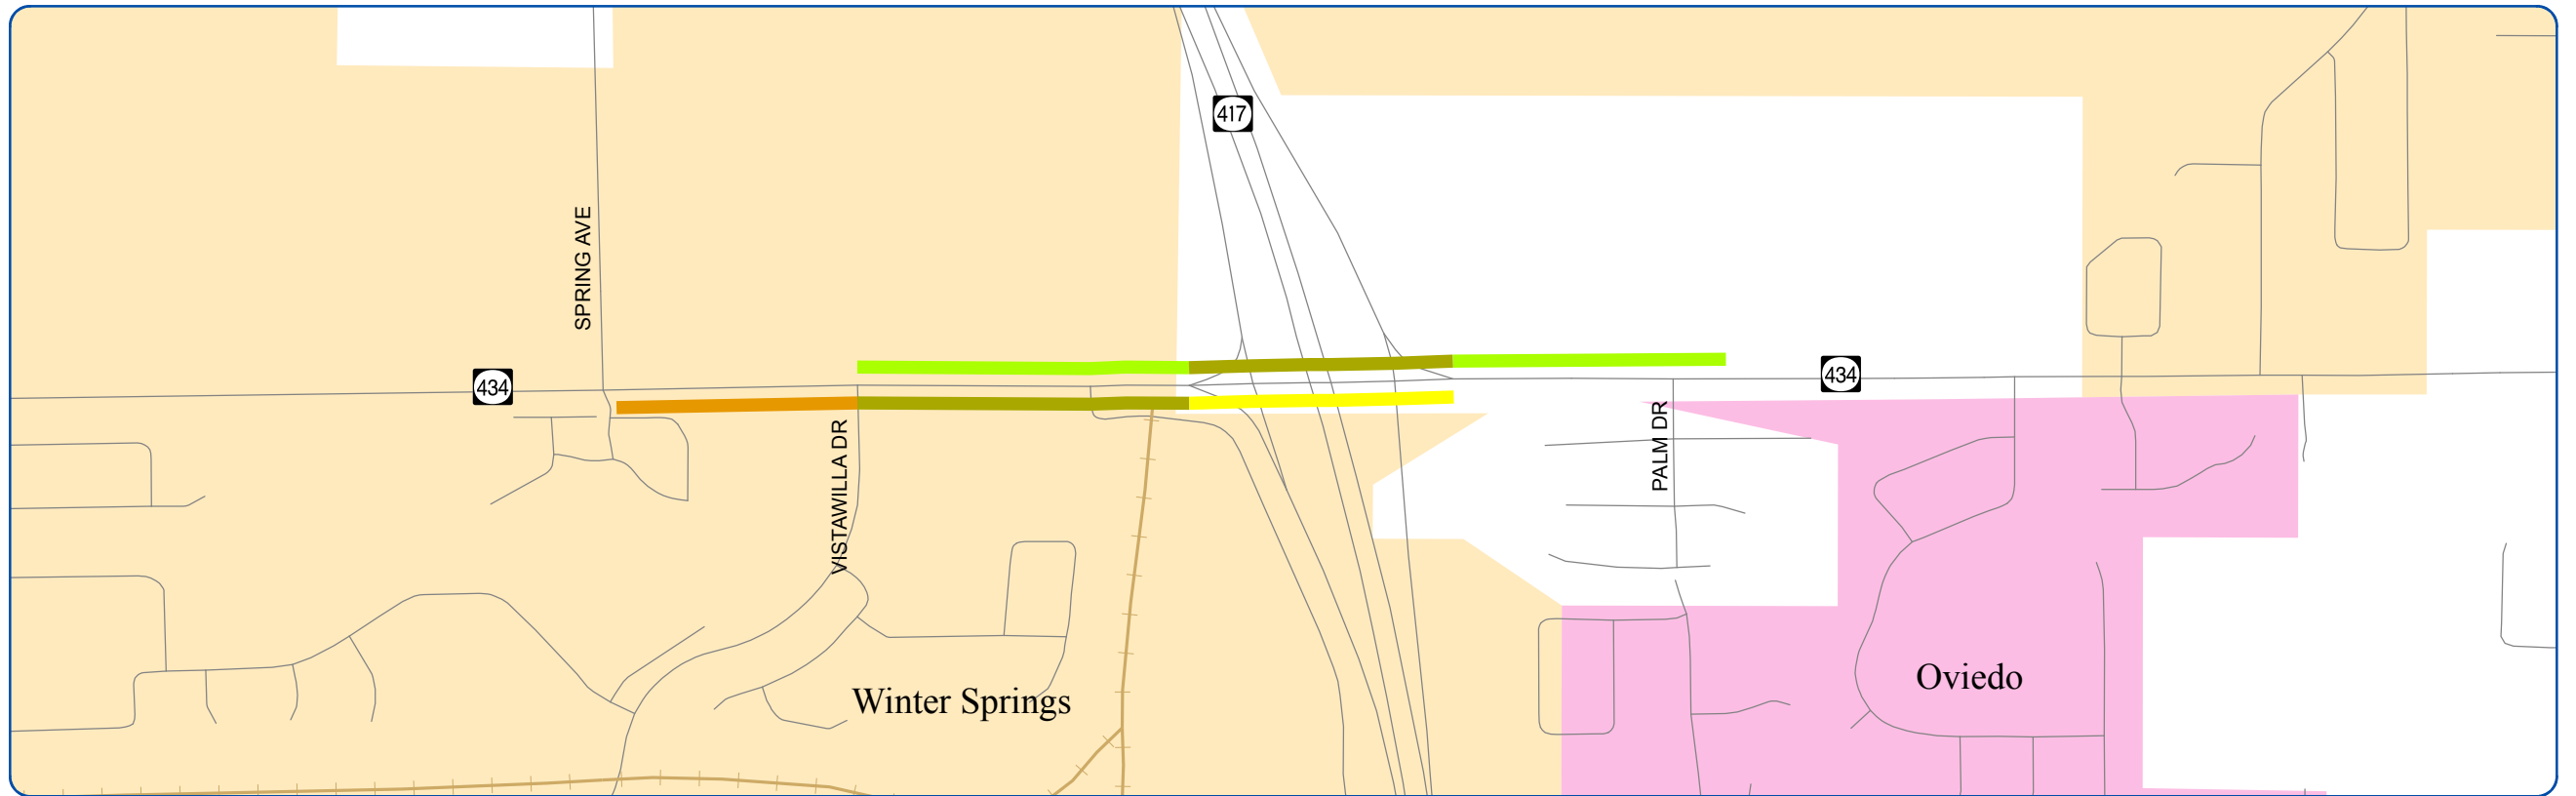 417
SPRING AVE
434
434
VISTAWILLA DR
PALM DR
Oviedo
Winter Springs